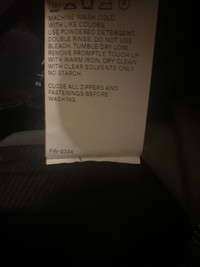 MACHINE WASH COLD
WITH LIKE COLORS.
USE POWDERED DETERGENT,
DOUBLE RINSE, DO NOT USE
BLEACH, TUMBLE DRY LOW,
REMOVE PROMPTLY. TOUCH UP
WITH WARM IRON. DRY CLEAN
WITH CLEAR SOLVENTS ONLY.
NO STARCH.
CLOSE ALL ZIPPERS AND
FASTENINGS BEFORE
WASHING.